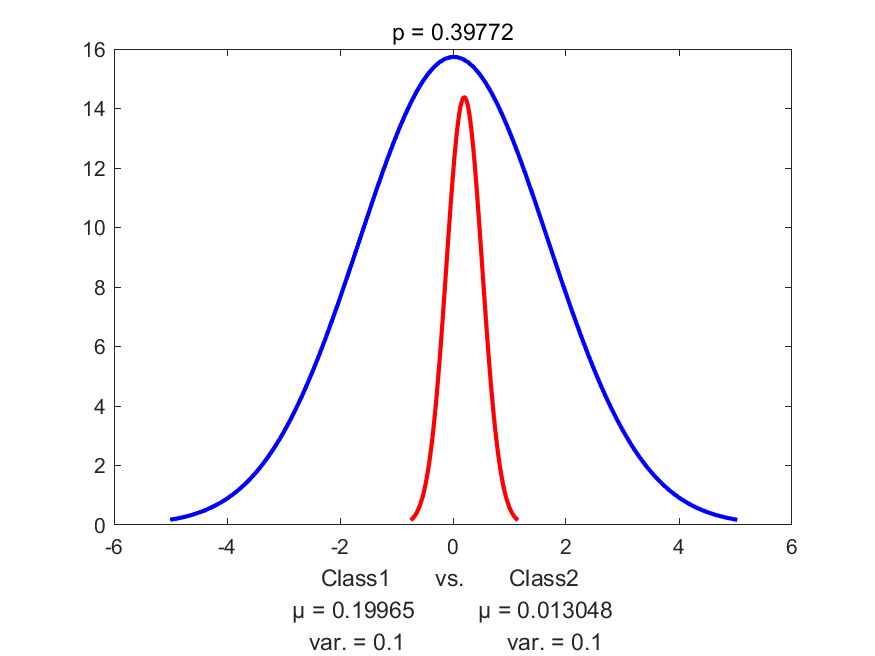 p = 0.39772
16
14
12
10
8
6
4
2
0
-6 -4 -2 0 2 4 6
Class1 vs. Class2
μ = 0.19965 μ = 0.013048
var. = 0.1 var. = 0.1